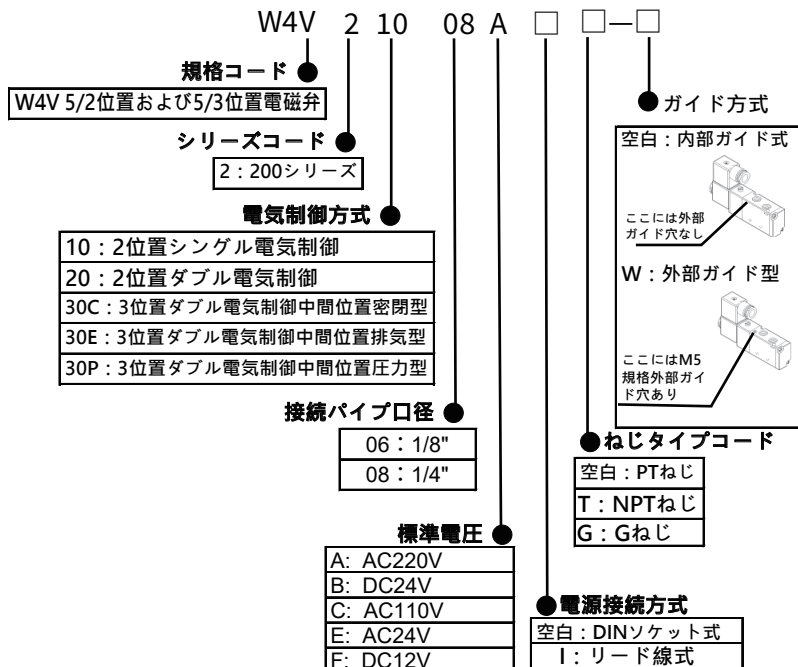 W4V 2 10 08 A □ □-□
規格コード
W4V 5/2位置および5/3位置電磁弁
シリーズコード
2：200シリーズ
電気制御方式
10：2位置シングル電気制御
20：2位置ダブル電気制御
30C：3位置ダブル電気制御中間位置密閉型
30E：3位置ダブル電気制御中間位置排気型
30P：3位置ダブル電気制御中間位置圧力型
接続パイプ口径
06：1/8"
08：1/4"
標準電圧
A: AC220V
B: DC24V
C: AC110V
E: AC24V
F: DC12V
電源接続方式
空白：DINソケット式
I：リード線式
ねじタイプコード
空白：PTねじ
T：NPTねじ
G：Gねじ
ガイド方式
空白：内部ガイド式
ここには外部
ガイド穴なし
W：外部ガイド型
ここにはM5
規格外部ガイ
ド穴あり